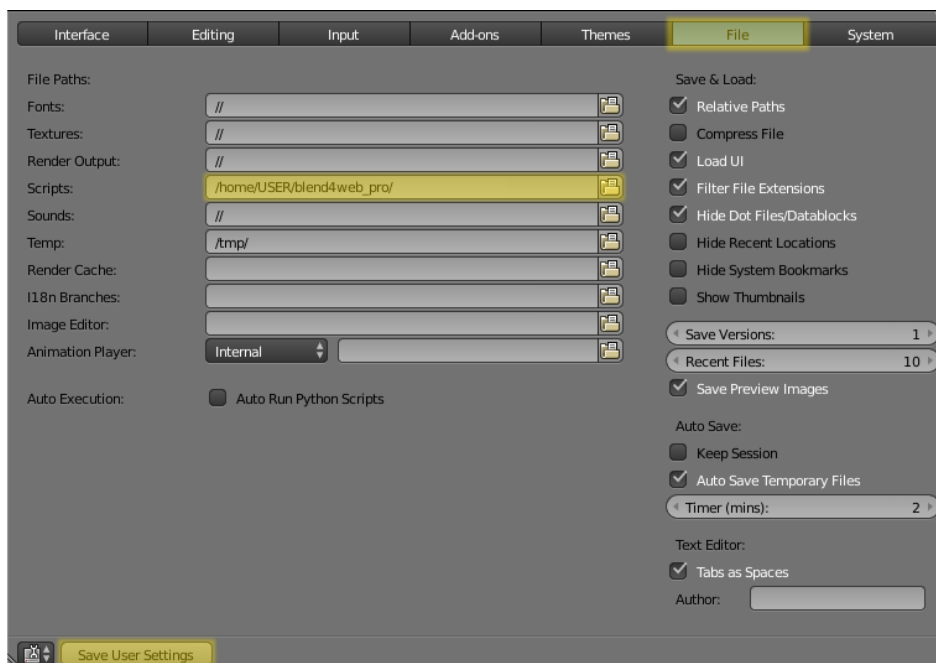 Interface Editing Input Add-ons Themes File System
File Paths:
Fonts: //
Textures: //
Render Output: //
Scripts: /home/USER/blend4web_pro/
Sounds: //
Temp: /tmp/
Render Cache:
I18n Branches:
Image Editor:
Animation Player: Internal
Auto Execution: Auto Run Python Scripts
Save & Load:
Relative Paths
Compress File
Load UI
Filter File Extensions
Hide Dot Files/Datablocks
Hide Recent Locations
Hide System Bookmarks
Show Thumbnails
Save Versions: 1
Recent Files: 10
Save Preview Images
Auto Save:
Keep Session
Auto Save Temporary Files
Timer (mins): 2
Text Editor:
Tabs as Spaces
Author:
Save User Settings